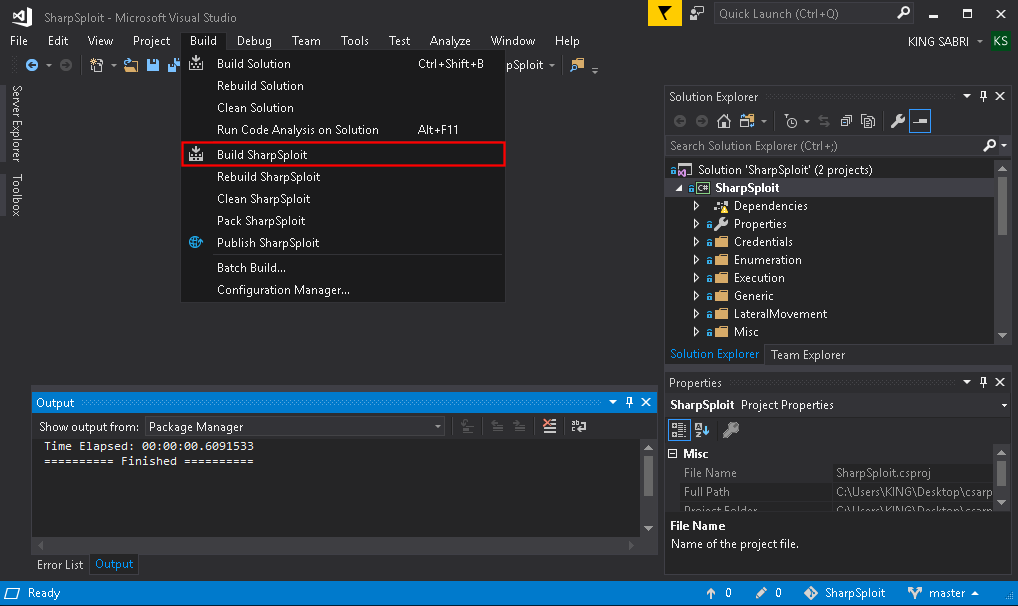 SharpSploit - Microsoft Visual Studio
Quick Launch (Ctrl+Q)
File Edit View Project Build Debug Team Tools Test Analyze Window Help
KING SABRI KS
pSploit
Server Explorer
Toolbox
Build Solution Ctrl+Shift+B
Rebuild Solution
Clean Solution
Run Code Analysis on Solution Alt+F11
Build SharpSploit
Rebuild SharpSploit
Clean SharpSploit
Pack SharpSploit
Publish SharpSploit
Batch Build...
Configuration Manager...
Solution Explorer
Search Solution Explorer (Ctrl+;)
Solution 'SharpSploit' (2 projects)
C# SharpSploit
Dependencies
Properties
Credentials
Enumeration
Execution
Generic
LateralMovement
Misc
Solution Explorer Team Explorer
Output
Show output from: Package Manager
Time Elapsed: 00:00:00.6091533
========== Finished ==========
Error List Output
Properties
SharpSploit Project Properties
Misc
File Name SharpSploit.csproj
Full Path C:\Users\KING\Desktop\csarp
Project Folder C:\Users\KING\Desktop\csarp
File Name
Name of the project file.
Ready 0 0 SharpSploit master